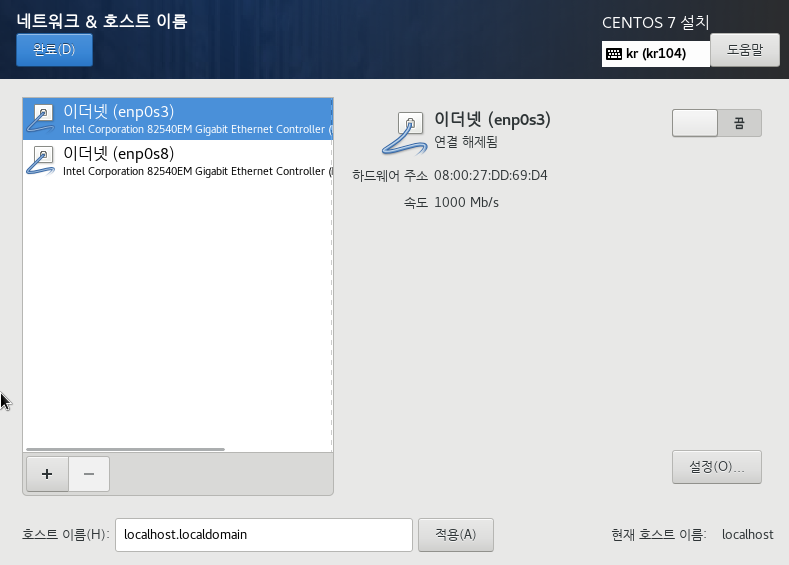 네트워크 & 호스트 이름
CENTOS 7 설치
완료(D)
kr (kr104)
도움말
이더넷 (enp0s3)
Intel Corporation 82540EM Gigabit Ethernet Controller (
이더넷 (enp0s8)
Intel Corporation 82540EM Gigabit Ethernet Controller (
이더넷 (enp0s3)
연결 해제됨
끔
하드웨어 주소 08:00:27:DD:69:D4
속도 1000 Mb/s
+ −
설정(O)...
호스트 이름(H): localhost.localdomain 적용(A) 현재 호스트 이름: localhost